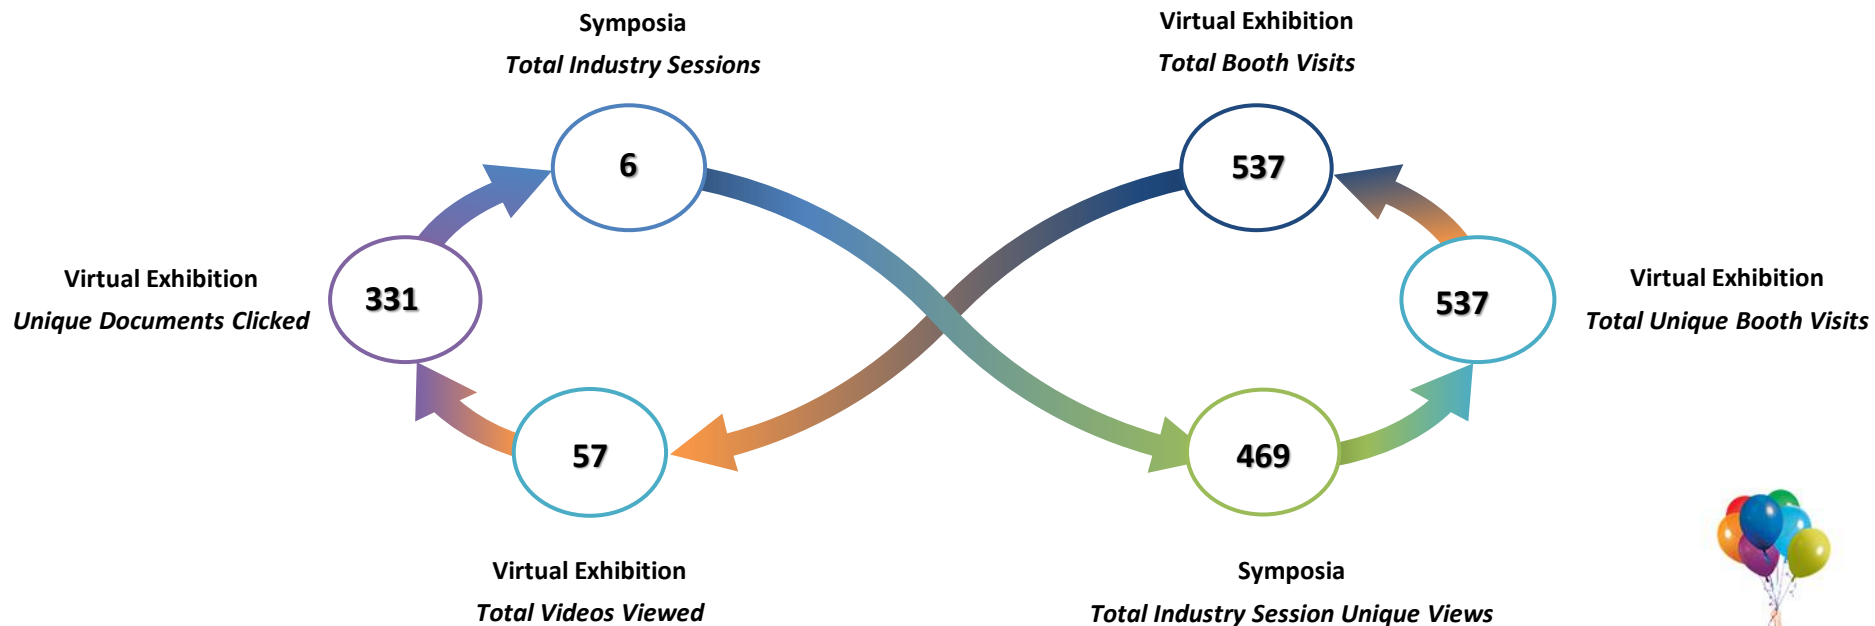 Symposia
Total Industry Sessions
6
Virtual Exhibition
Total Booth Visits
537
Virtual Exhibition
Unique Documents Clicked
331
537
Virtual Exhibition
Total Unique Booth Visits
57
Virtual Exhibition
Total Videos Viewed
469
Symposia
Total Industry Session Unique Views